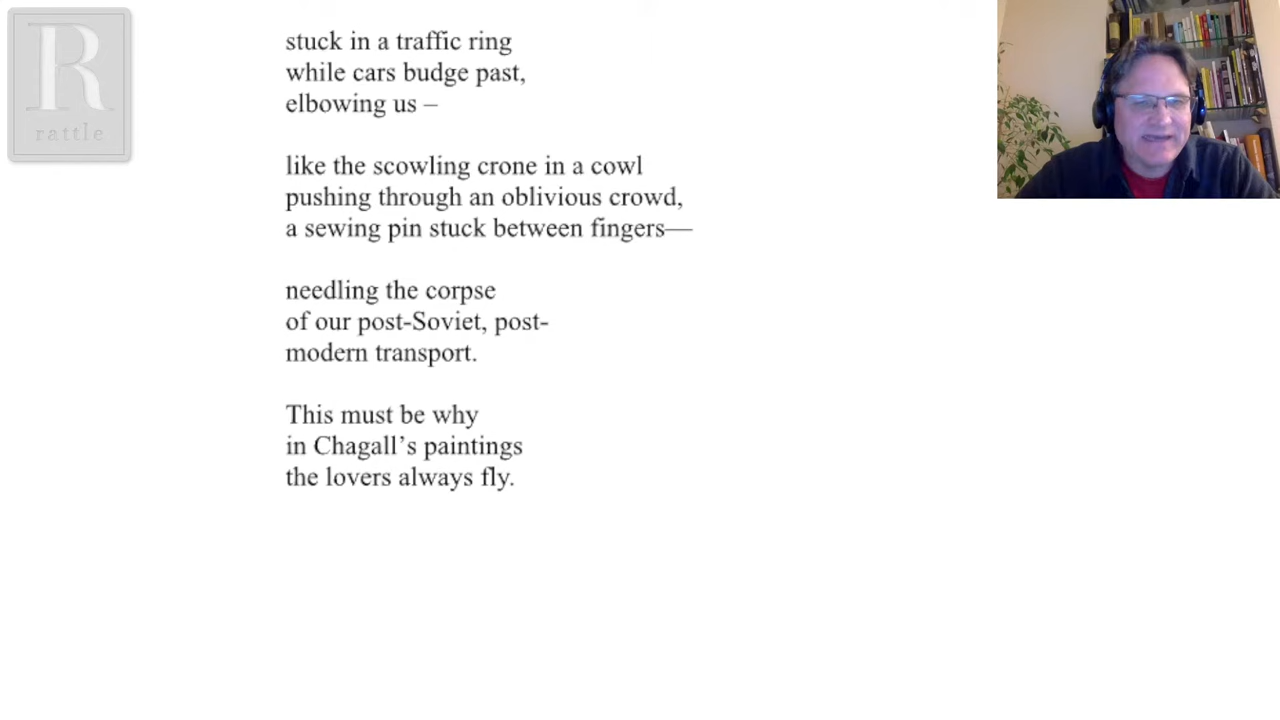 R
rattle
stuck in a traffic ring
while cars budge past,
elbowing us –
like the scowling crone in a cowl
pushing through an oblivious crowd,
a sewing pin stuck between fingers—
needling the corpse
of our post-Soviet, post-
modern transport.
This must be why
in Chagall’s paintings
the lovers always fly.